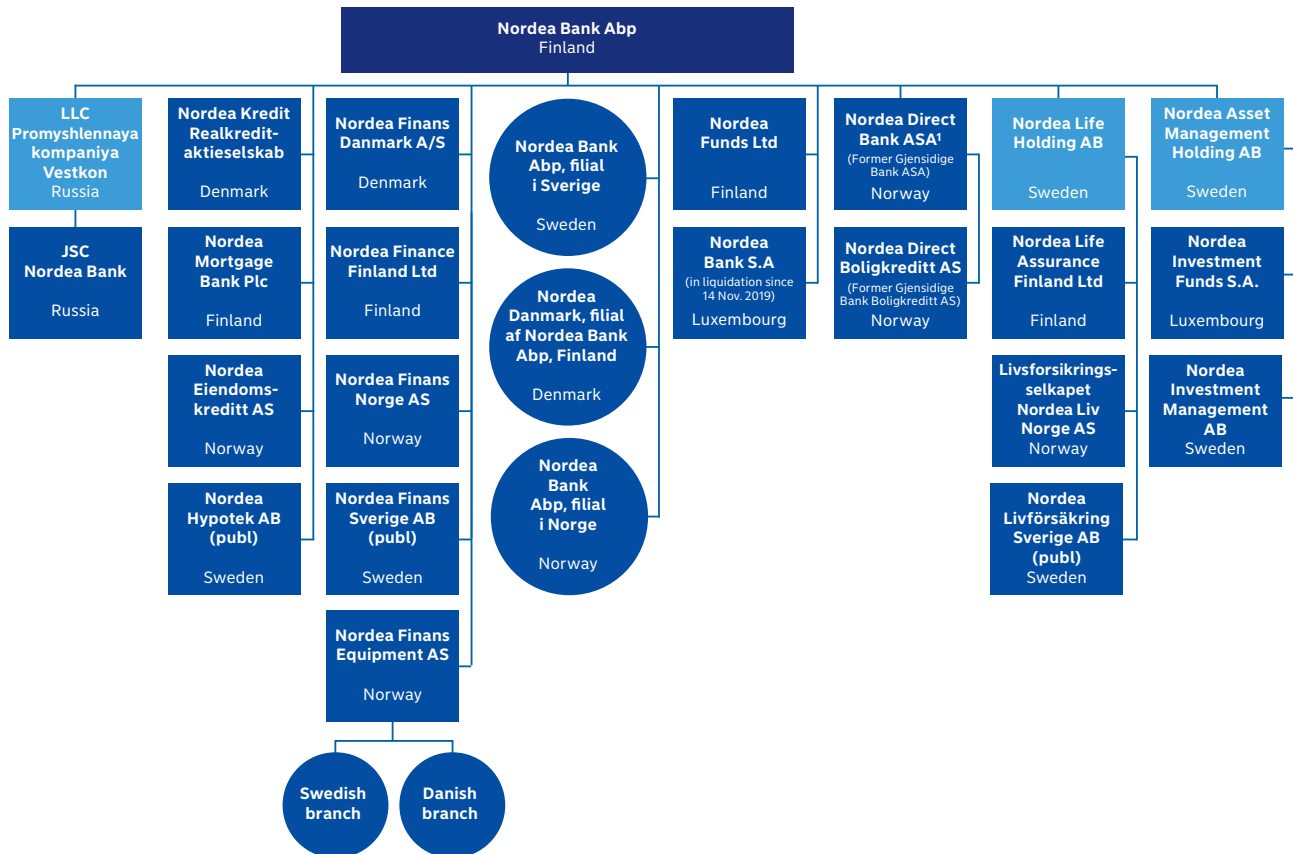 Nordea Bank Abp
Finland
LLC
Promyshlennaya
kompaniya
Vestkon
Russia
JSC
Nordea Bank
Russia
Nordea Kredit
Realkredit-
aktieselskab
Denmark
Nordea
Mortgage
Bank Plc
Finland
Nordea
Eiendoms-
kreditt AS
Norway
Nordea
Hypotek AB
(publ)
Sweden
Nordea Finans
Danmark A/S
Denmark
Nordea Finance
Finland Ltd
Finland
Nordea Finans
Norge AS
Norway
Nordea Finans
Sverige AB
(publ)
Sweden
Nordea Finans
Equipment AS
Norway
Swedish
branch
Danish
branch
Nordea Bank
Abp, filial
i Sverige
Sweden
Nordea
Danmark, filial
af Nordea Bank
Abp, Finland
Denmark
Nordea
Bank
Abp, filial
i Norge
Norway
Nordea
Funds Ltd
Finland
Nordea
Bank S.A
(in liquidation since
14 Nov. 2019)
Luxembourg
Nordea Direct
Bank ASA¹
(Former Gjensidige
Bank ASA)
Norway
Nordea Direct
Boligkreditt AS
(Former Gjensidige
Bank Boligkreditt AS)
Norway
Nordea Life
Holding AB
Sweden
Nordea Life
Assurance
Finland Ltd
Finland
Livsforsikrings-
selkapet
Nordea Liv
Norge AS
Norway
Nordea
Livförsäkring
Sverige AB
(publ)
Sweden
Nordea Asset
Management
Holding AB
Sweden
Nordea
Investment
Funds S.A.
Luxembourg
Nordea
Investment
Management
AB
Sweden